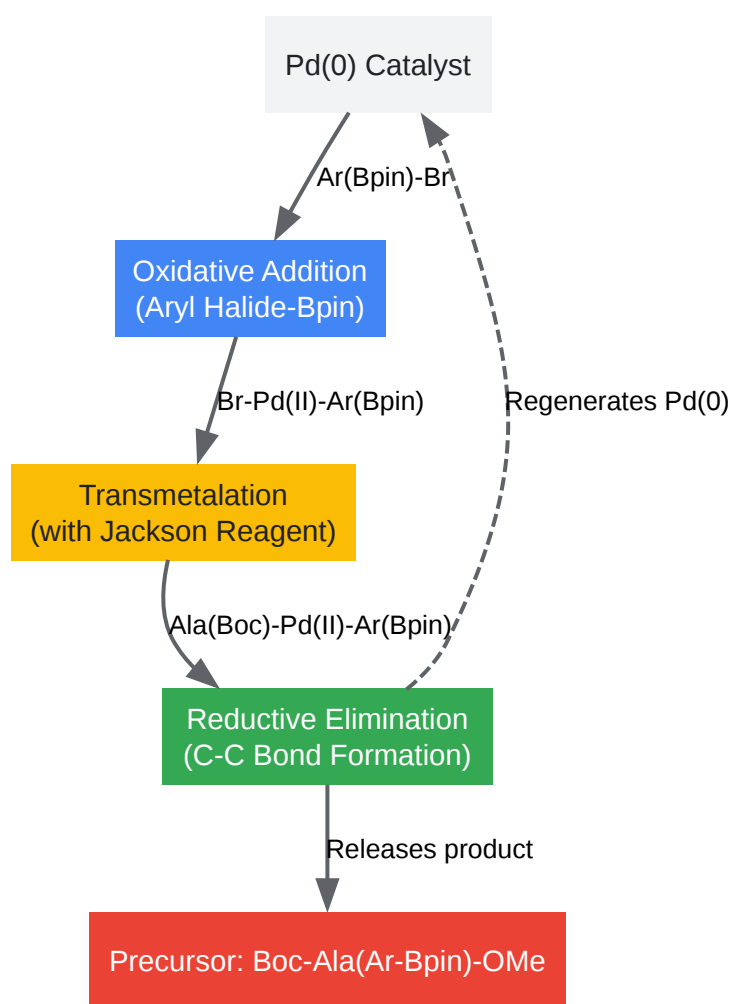 Pd(0) Catalyst
Ar(Bpin)-Br
Oxidative Addition
(Aryl Halide-Bpin)
Br-Pd(II)-Ar(Bpin)
Regenerates Pd(0)
Transmetalation
(with Jackson Reagent)
Ala(Boc)-Pd(II)-Ar(Bpin)
Reductive Elimination
(C-C Bond Formation)
Releases product
Precursor: Boc-Ala(Ar-Bpin)-OMe